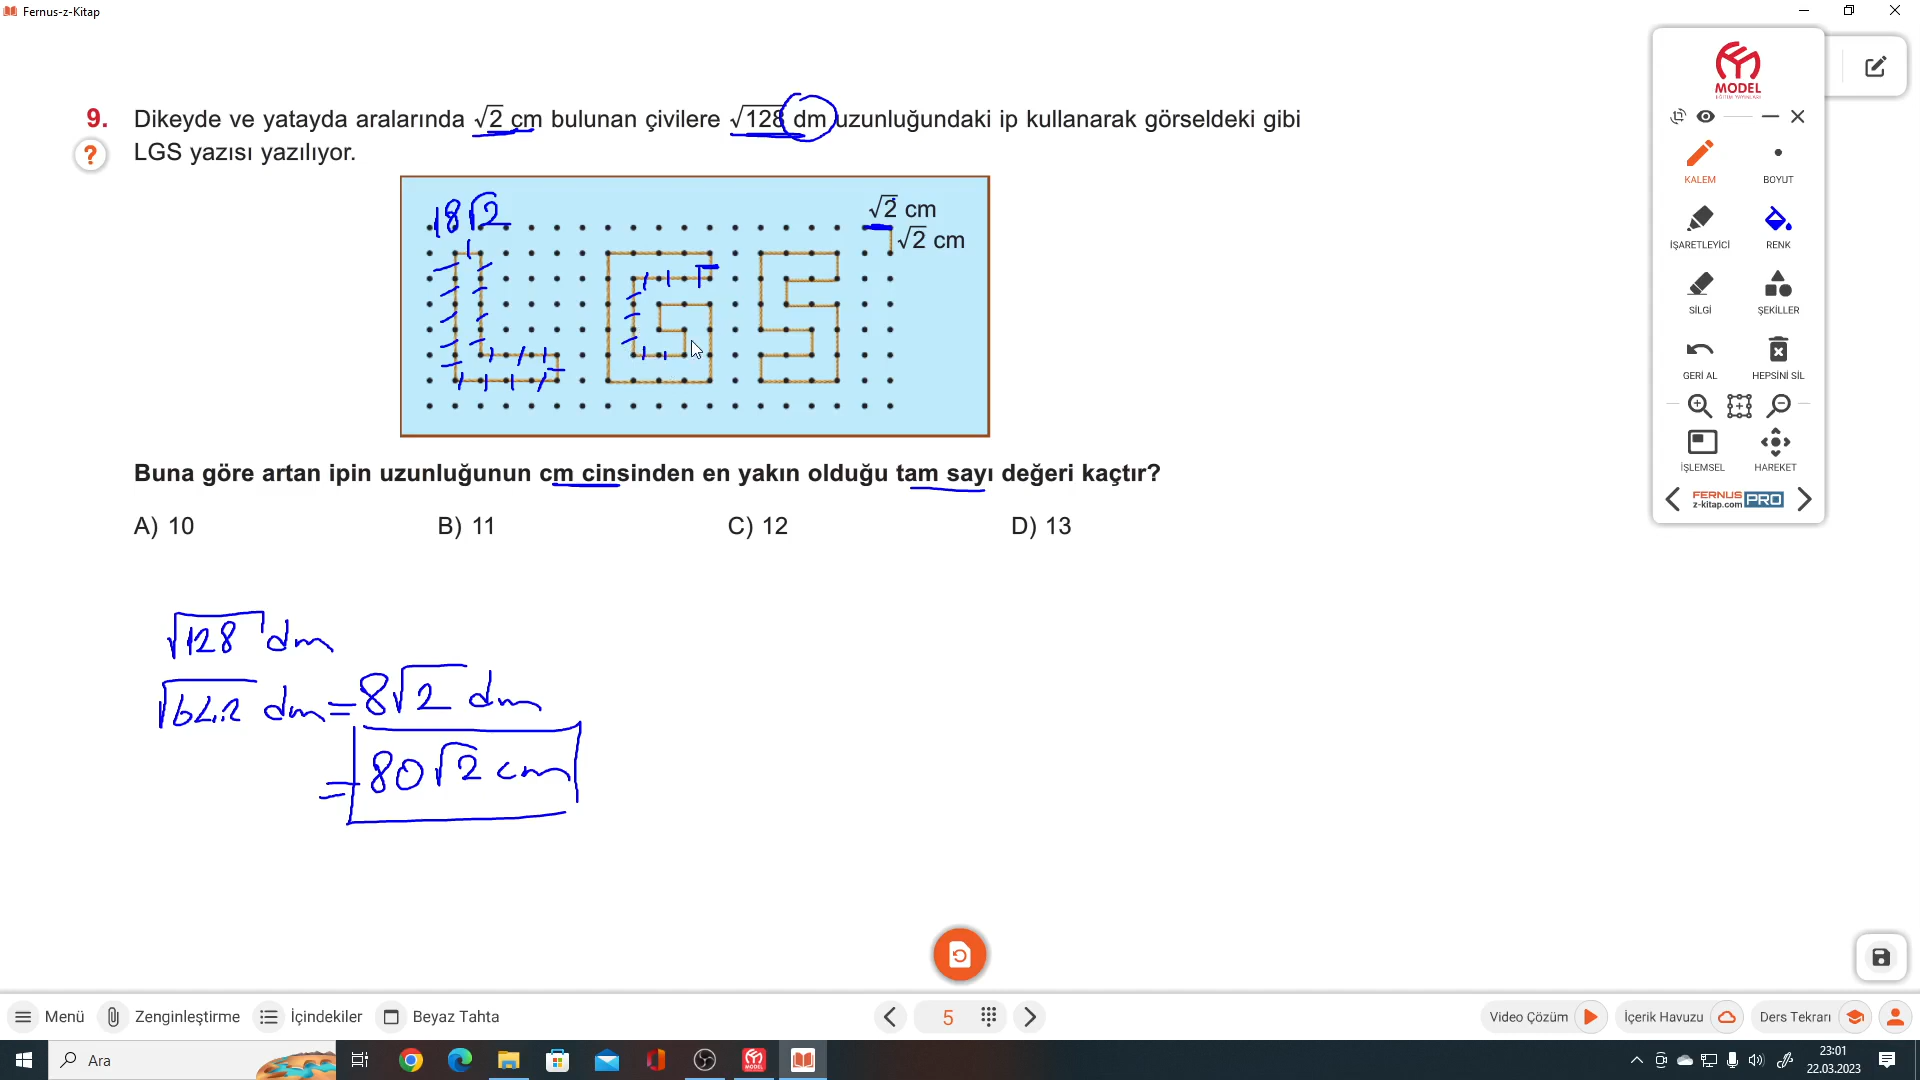 Fernus-z-Kitap
9. Dikeyde ve yatayda aralarında √2 cm bulunan çivilere √128 dm uzunluğundaki ip kullanarak görseldeki gibi
? LGS yazısı yazılıyor.
18√2
√2 cm
√2 cm
Buna göre artan ipin uzunluğunun cm cinsinden en yakın olduğu tam sayı değeri kaçtır?
A) 10 B) 11 C) 12 D) 13
√128 dm
√64.2 dm = 8√2 dm
= 80√2 cm
MODEL
EĞİTİM YAYINLARI
KALEM BOYUT
İŞARETLEYİCİ RENK
SİLGİ ŞEKİLLER
GERİ AL HEPSİNİ SİL
İŞLEMSEL HAREKET
FERNUS PRO
z-kitap.com
Menü Zenginleştirme İçindekiler Beyaz Tahta 5 Video Çözüm İçerik Havuzu Ders Tekrarı
Ara
MODEL
23:01
22.03.2023